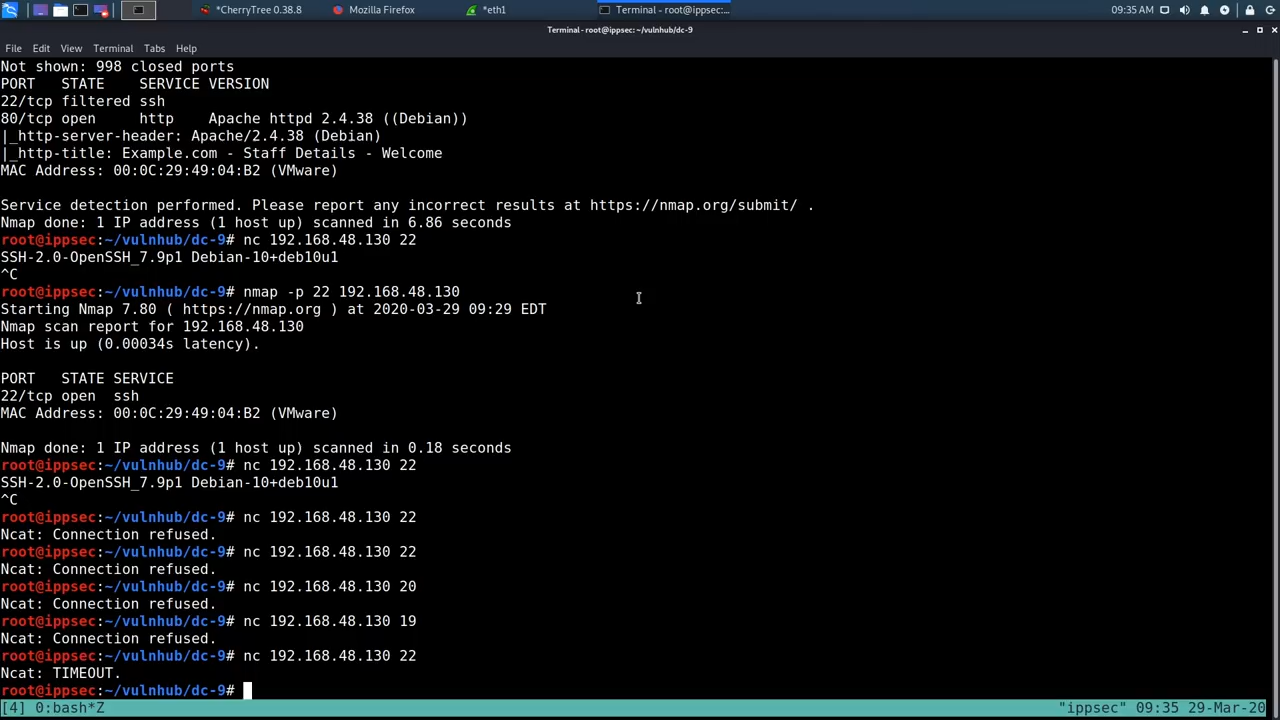 *CherryTree 0.38.8
Mozilla Firefox
*eth1
Terminal - root@ippsec:...
09:35 AM
Terminal - root@ippsec: ~/vulnhub/dc-9
File Edit View Terminal Tabs Help
Not shown: 998 closed ports
PORT   STATE    SERVICE VERSION
22/tcp filtered ssh
80/tcp open     http    Apache httpd 2.4.38 ((Debian))
|_http-server-header: Apache/2.4.38 (Debian)
|_http-title: Example.com - Staff Details - Welcome
MAC Address: 00:0C:29:49:04:B2 (VMware)
Service detection performed. Please report any incorrect results at https://nmap.org/submit/ .
Nmap done: 1 IP address (1 host up) scanned in 6.86 seconds
root@ippsec:~/vulnhub/dc-9# nc 192.168.48.130 22
SSH-2.0-OpenSSH_7.9p1 Debian-10+deb10u1
^C
root@ippsec:~/vulnhub/dc-9# nmap -p 22 192.168.48.130
Starting Nmap 7.80 ( https://nmap.org ) at 2020-03-29 09:29 EDT
Nmap scan report for 192.168.48.130
Host is up (0.00034s latency).
PORT   STATE SERVICE
22/tcp open  ssh
MAC Address: 00:0C:29:49:04:B2 (VMware)
Nmap done: 1 IP address (1 host up) scanned in 0.18 seconds
root@ippsec:~/vulnhub/dc-9# nc 192.168.48.130 22
SSH-2.0-OpenSSH_7.9p1 Debian-10+deb10u1
^C
root@ippsec:~/vulnhub/dc-9# nc 192.168.48.130 22
Ncat: Connection refused.
root@ippsec:~/vulnhub/dc-9# nc 192.168.48.130 22
Ncat: Connection refused.
root@ippsec:~/vulnhub/dc-9# nc 192.168.48.130 20
Ncat: Connection refused.
root@ippsec:~/vulnhub/dc-9# nc 192.168.48.130 19
Ncat: Connection refused.
root@ippsec:~/vulnhub/dc-9# nc 192.168.48.130 22
Ncat: TIMEOUT.
root@ippsec:~/vulnhub/dc-9#
[4] 0:bash*Z "ippsec" 09:35 29-Mar-20